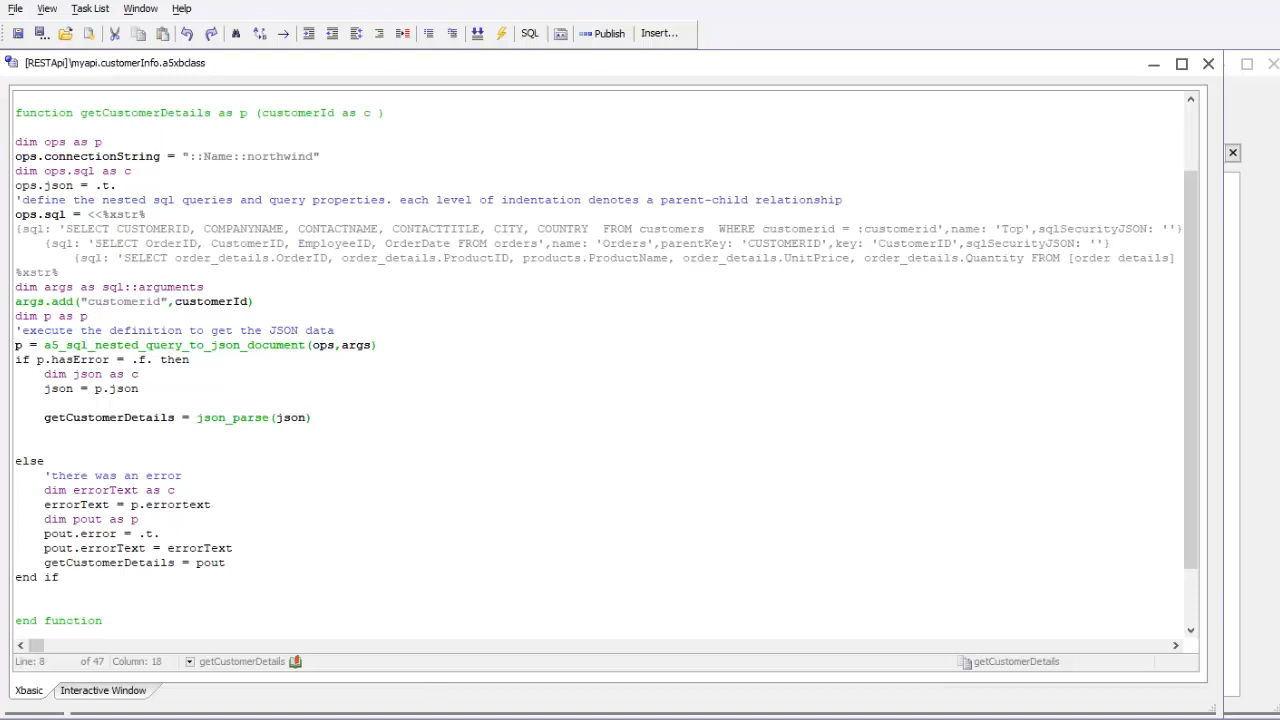 File View Task List Window Help
SQL Publish Insert...
[RESTApi]\myapi.customerInfo.a5xbclass
function getCustomerDetails as p (customerId as c )
dim ops as p
ops.connectionString = "::Name::northwind"
dim ops.sql as c
ops.json = .t.
'define the nested sql queries and query properties. each level of indentation denotes a parent-child relationship
ops.sql = <<%xstr%
{sql: 'SELECT CUSTOMERID, COMPANYNAME, CONTACTNAME, CONTACTTITLE, CITY, COUNTRY  FROM customers  WHERE customerid = :customerid',name: 'Top',sqlSecurityJSON: ''}
{sql: 'SELECT OrderID, CustomerID, EmployeeID, OrderDate FROM orders',name: 'Orders',parentKey: 'CUSTOMERID',key: 'CustomerID',sqlSecurityJSON: ''}
{sql: 'SELECT order_details.OrderID, order_details.ProductID, products.ProductName, order_details.UnitPrice, order_details.Quantity FROM [order details]
%xstr%
dim args as sql::arguments
args.add("customerid",customerId)
dim p as p
'execute the definition to get the JSON data
p = a5_sql_nested_query_to_json_document(ops,args)
if p.hasError = .f. then
dim json as c
json = p.json
getCustomerDetails = json_parse(json)
else
'there was an error
dim errorText as c
errorText = p.errortext
dim pout as p
pout.error = .t.
pout.errorText = errorText
getCustomerDetails = pout
end if
end function
Line: 8 of 47 Column: 18 getCustomerDetails getCustomerDetails
Xbasic Interactive Window